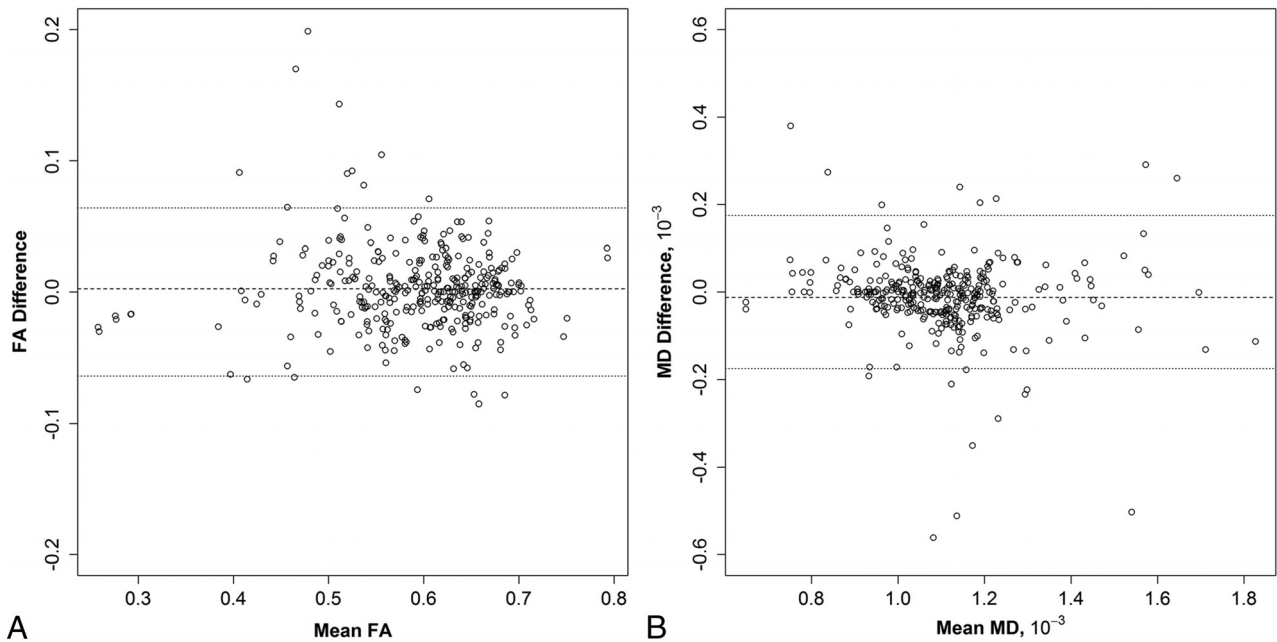 0.2
0.1
0.0
-0.1
-0.2
FA Difference
0.3 0.4 0.5 0.6 0.7 0.8
Mean FA
A
0.6
0.4
0.2
0.0
-0.2
-0.4
-0.6
MD Difference, 10⁻³
0.8 1.0 1.2 1.4 1.6 1.8
Mean MD, 10⁻³
B